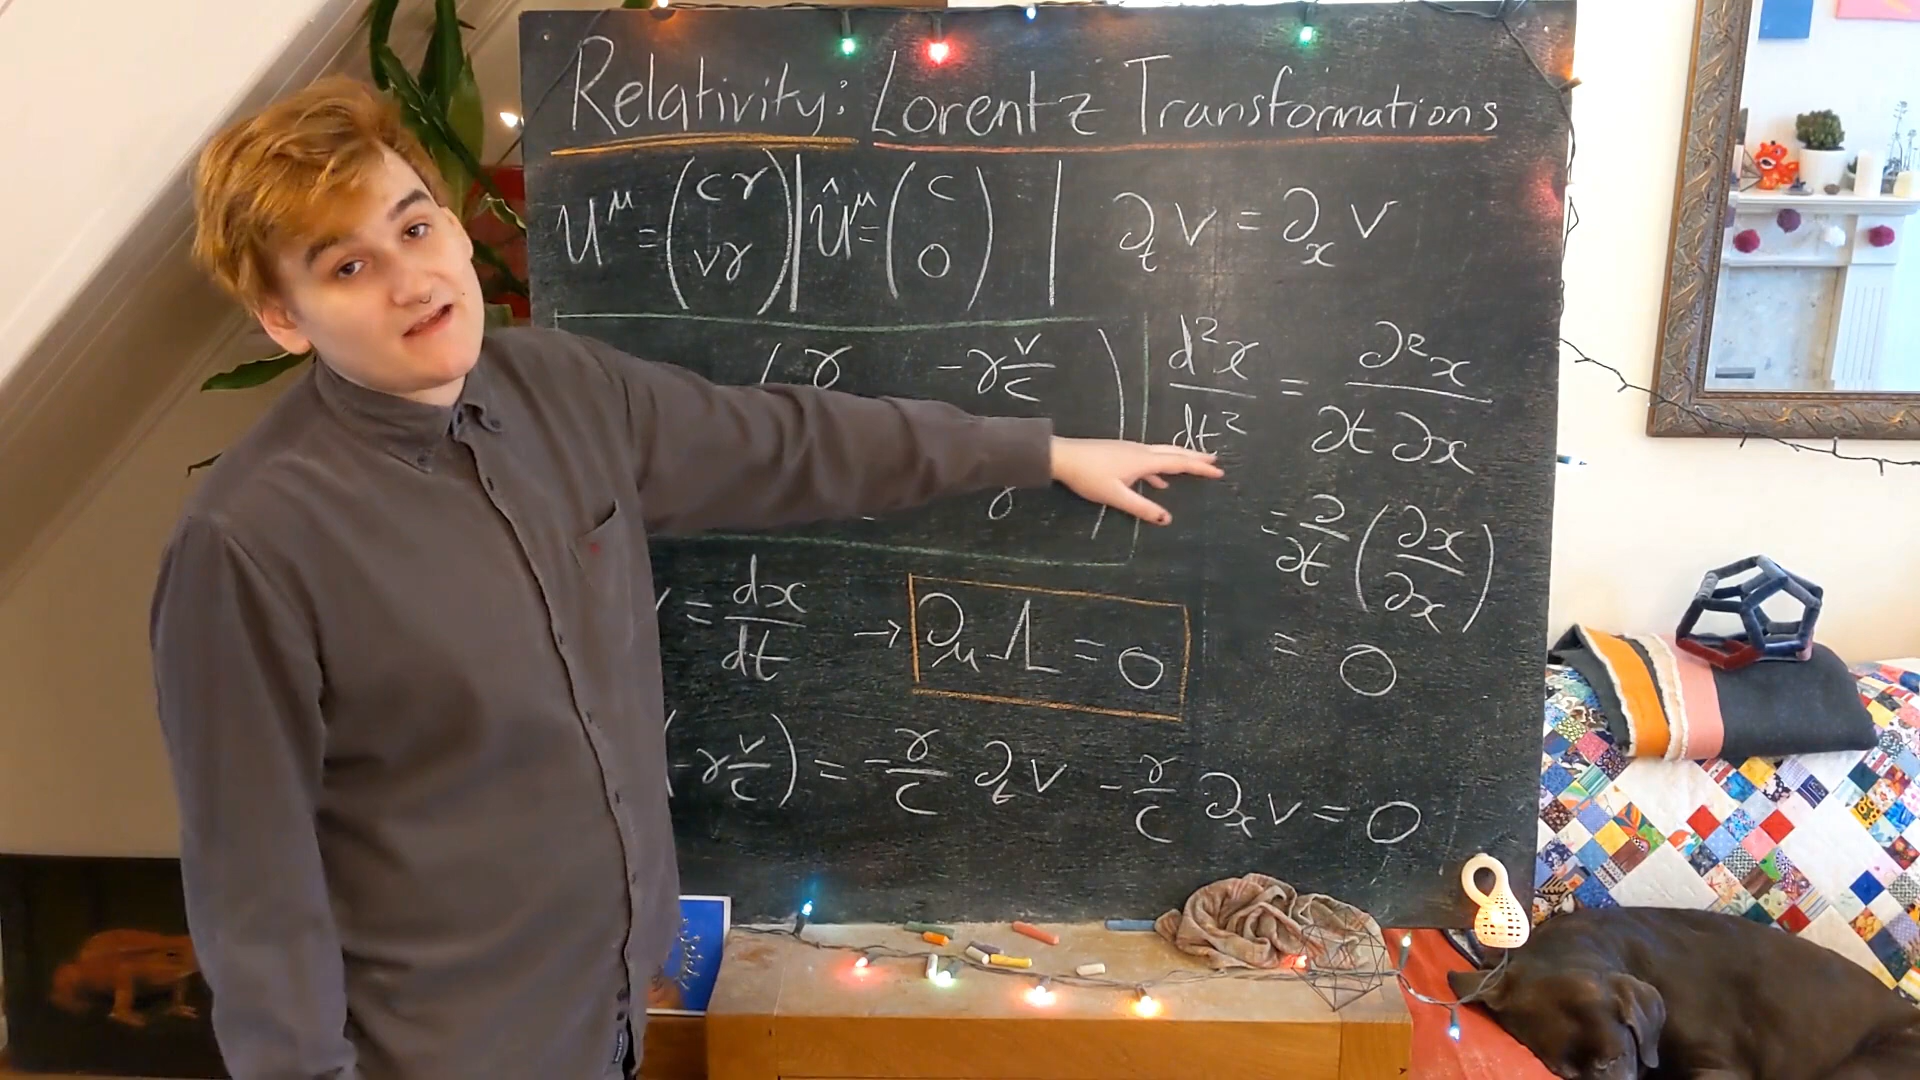 Relativity: Lorentz Transformations
U^μ = (cγ, vγ) | Û^μ = (c, 0) | ∂_t v = ∂_x v
γ -γ v/c
γ
d²x/dt² = ∂²x/∂t ∂x
= ∂/∂t (∂x/∂x)
= 0
= dx/dt → ∂_μ Λ = 0
(-γ v/c) = -γ/c ∂_t v - γ/c ∂_x v = 0